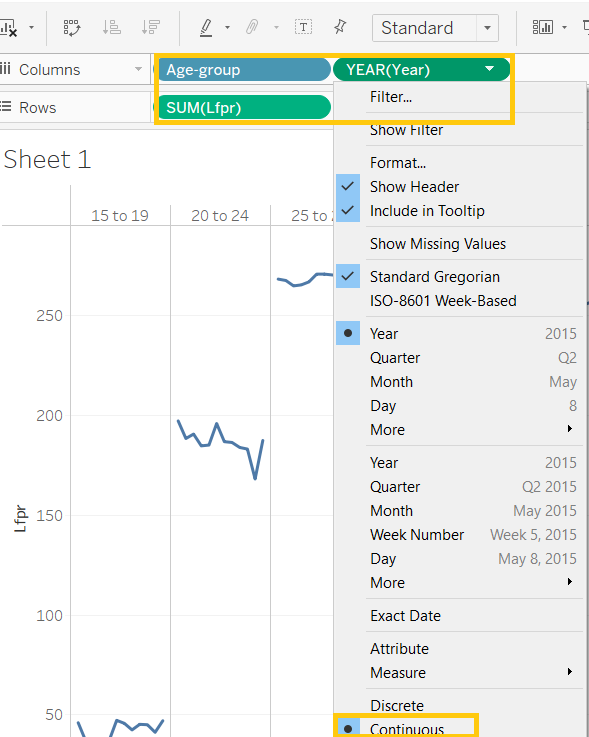 Standard
Columns
Age-group
YEAR(Year)
Rows
SUM(Lfpr)
Filter...
Show Filter
Sheet 1
Format...
Show Header
Include in Tooltip
15 to 19
20 to 24
25 to
Show Missing Values
Standard Gregorian
ISO-8601 Week-Based
Year 2015
Quarter Q2
Month May
Day 8
More
Year 2015
Quarter Q2 2015
Month May 2015
Week Number Week 5, 2015
Day May 8, 2015
More
Exact Date
Attribute
Measure
Discrete
Continuous
250
200
150
100
50
Lfpr